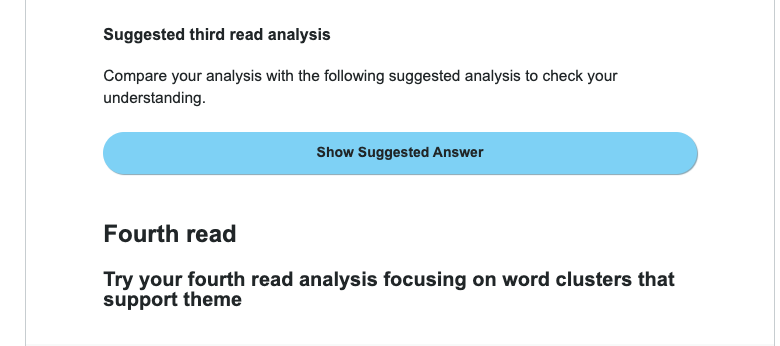 Suggested third read analysis
Compare your analysis with the following suggested analysis to check your
understanding.
Show Suggested Answer
Fourth read
Try your fourth read analysis focusing on word clusters that
support theme